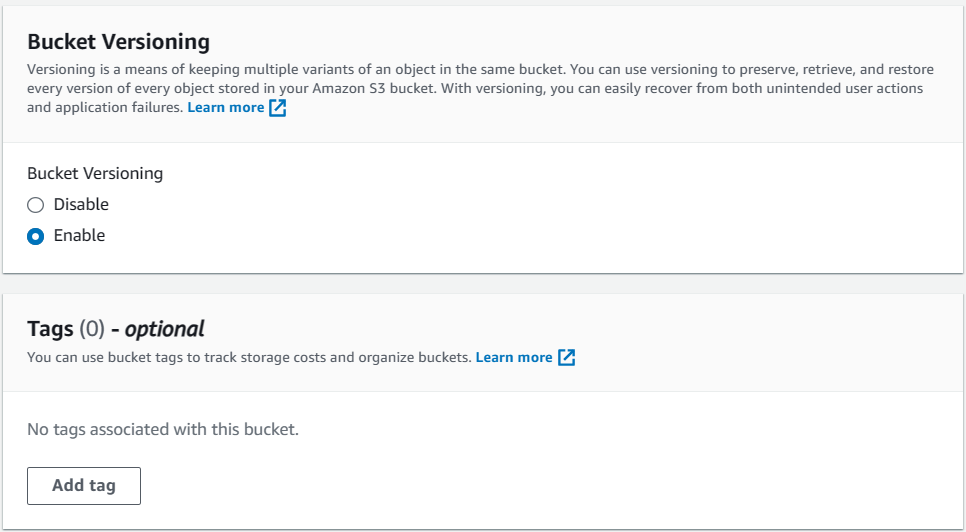 Bucket Versioning
Versioning is a means of keeping multiple variants of an object in the same bucket. You can use versioning to preserve, retrieve, and restore
every version of every object stored in your Amazon S3 bucket. With versioning, you can easily recover from both unintended user actions
and application failures. Learn more
Bucket Versioning
Disable
Enable
Tags (0) - optional
You can use bucket tags to track storage costs and organize buckets. Learn more
No tags associated with this bucket.
Add tag